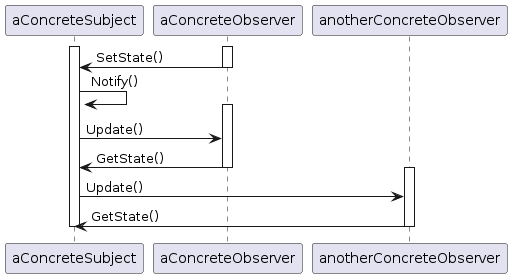 aConcreteSubject aConcreteObserver anotherConcreteObserver
SetState()
Notify()
Update()
GetState()
Update()
GetState()
aConcreteSubject aConcreteObserver anotherConcreteObserver